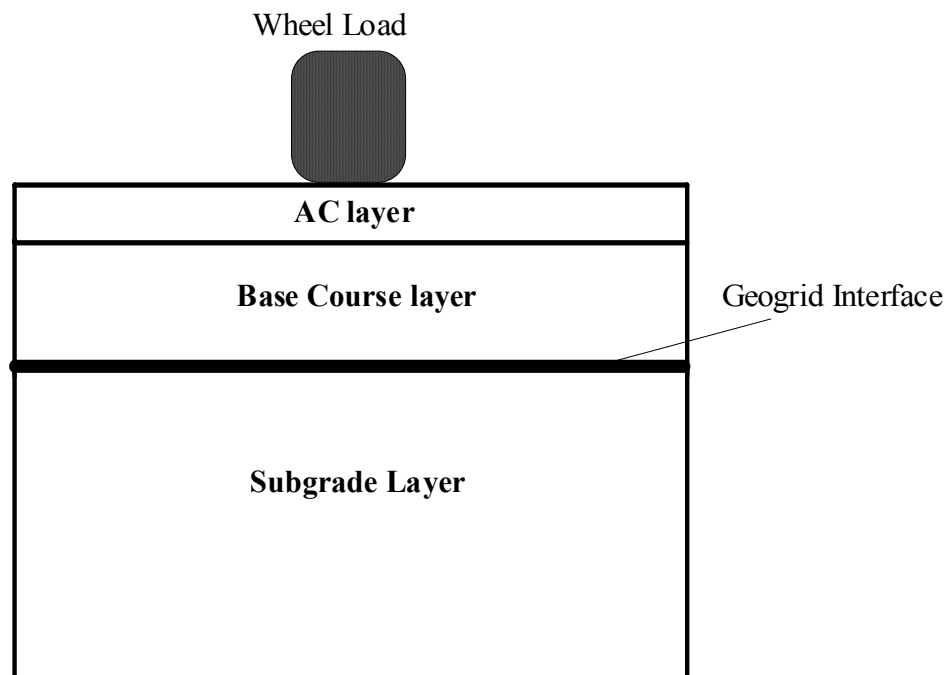 Wheel Load
AC layer
Base Course layer
Geogrid Interface
Subgrade Layer